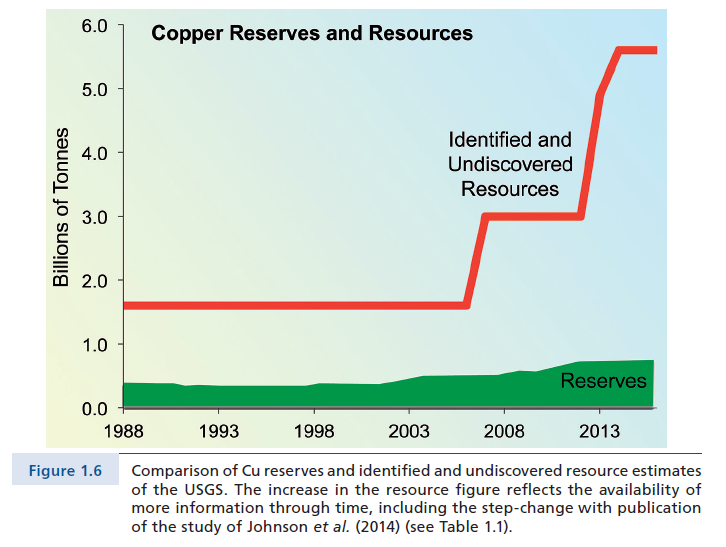 Copper Reserves and Resources
6.0
5.0
4.0
3.0
2.0
1.0
0.0
Billions of Tonnes
Identified and
Undiscovered
Resources
Reserves
1988
1993
1998
2003
2008
2013
Figure 1.6
Comparison of Cu reserves and identified and undiscovered resource estimates
of the USGS. The increase in the resource figure reflects the availability of
more information through time, including the step-change with publication
of the study of Johnson et al. (2014) (see Table 1.1).